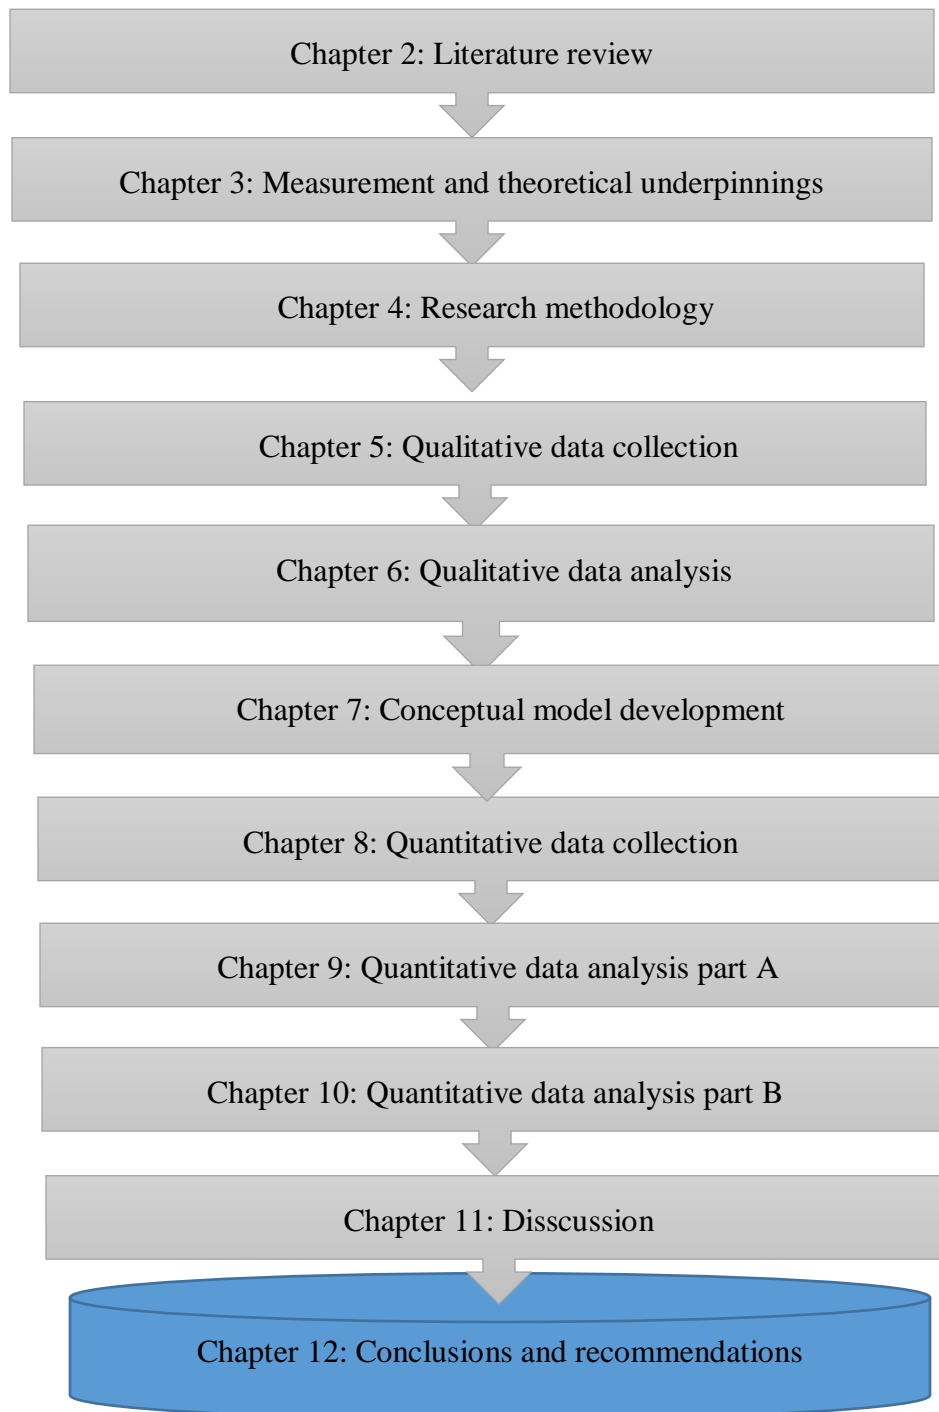 Chapter 2: Literature review
Chapter 3: Measurement and theoretical underpinnings
Chapter 4: Research methodology
Chapter 5: Qualitative data collection
Chapter 6: Qualitative data analysis
Chapter 7: Conceptual model development
Chapter 8: Quantitative data collection
Chapter 9: Quantitative data analysis part A
Chapter 10: Quantitative data analysis part B
Chapter 11: Disscussion
Chapter 12: Conclusions and recommendations